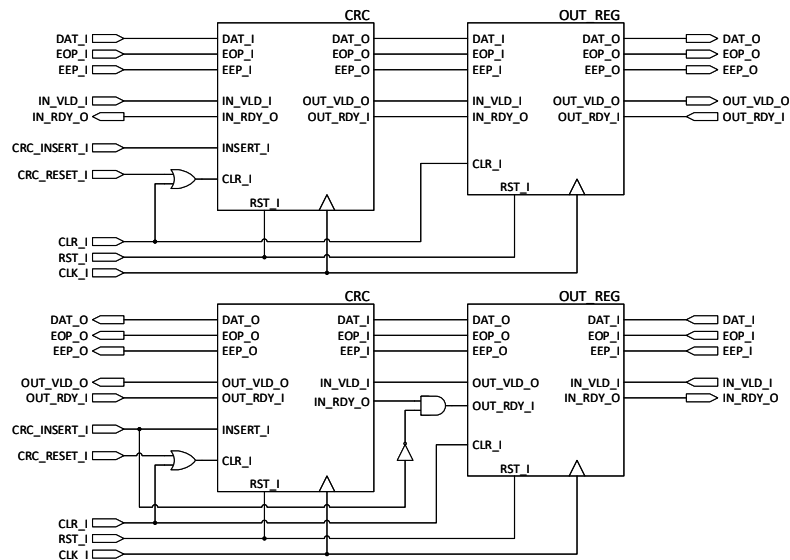 CRC OUT_REG
DAT_I DAT_I DAT_O DAT_I DAT_O DAT_O
EOP_I EOP_I EOP_O EOP_I EOP_O EOP_O
EEP_I EEP_I EEP_O EEP_I EEP_O EEP_O
IN_VLD_I IN_VLD_I OUT_VLD_O IN_VLD_I OUT_VLD_O OUT_VLD_O
IN_RDY_O IN_RDY_O OUT_RDY_I IN_RDY_O OUT_RDY_I OUT_RDY_I
CRC_INSERT_I INSERT_I
CLR_I
CRC_RESET_I CLR_I
RST_I
RST_I
CLR_I
RST_I
CLK_I
CRC OUT_REG
DAT_O DAT_O DAT_I DAT_O DAT_I DAT_I
EOP_O EOP_O EOP_I EOP_O EOP_I EOP_I
EEP_O EEP_O EEP_I EEP_O EEP_I EEP_I
OUT_VLD_O OUT_VLD_O IN_VLD_I OUT_VLD_O IN_VLD_I IN_VLD_I
OUT_RDY_I OUT_RDY_I IN_RDY_O OUT_RDY_I IN_RDY_O IN_RDY_O
CRC_INSERT_I INSERT_I
CLR_I
CRC_RESET_I CLR_I
RST_I
RST_I
CLR_I
RST_I
CLK_I